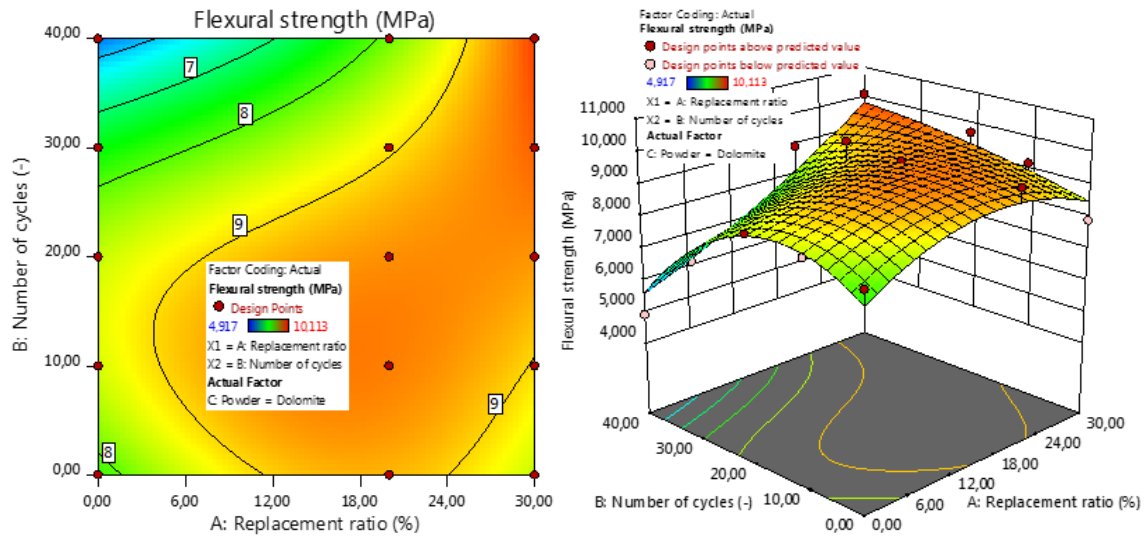 Flexural strength (MPa)
40,00
30,00
20,00
10,00
0,00
B: Number of cycles (-)
7
8
9
8
9
Factor Coding: Actual
Flexural strength (MPa)
Design Points
4,917 10,113
X1 = A: Replacement ratio
X2 = B: Number of cycles
Actual Factor
C: Powder = Dolomite
0,00 6,00 12,00 18,00 24,00 30,00
A: Replacement ratio (%)
Factor Coding: Actual
Flexural strength (MPa)
Design points above predicted value
Design points below predicted value
4,917 10,113
X1 = A: Replacement ratio
X2 = B: Number of cycles
Actual Factor
C: Powder = Dolomite
11,000
10,000
9,000
8,000
7,000
6,000
5,000
4,000
Flexural strength (MPa)
40,00
30,00
20,00
10,00
0,00
B: Number of cycles (-)
30,00
24,00
18,00
12,00
6,00
0,00
A: Replacement ratio (%)